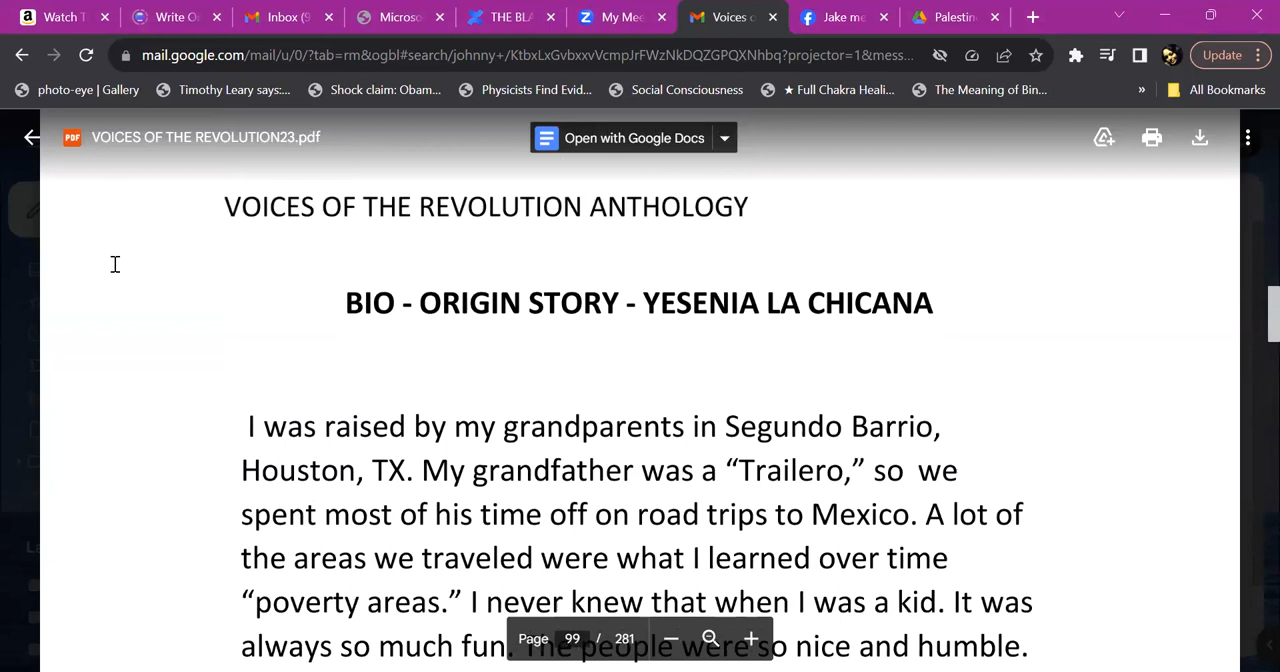 Watch T
Write O
Inbox (9
Microso
THE BLA
My Mee
Voices o
Jake me
Palestin
mail.google.com/mail/u/0/?tab=rm&ogbl#search/johnny+/KtbxLxGvbxxvVcmpJrFWzNkDQZGPQXNhbq?projector=1&mess...
Update
photo-eye | Gallery
Timothy Leary says:...
Shock claim: Obam...
Physicists Find Evid...
Social Consciousness
★ Full Chakra Heali...
The Meaning of Bin...
»
All Bookmarks
PDF
VOICES OF THE REVOLUTION23.pdf
Open with Google Docs
VOICES OF THE REVOLUTION ANTHOLOGY
BIO - ORIGIN STORY - YESENIA LA CHICANA
I was raised by my grandparents in Segundo Barrio,
Houston, TX. My grandfather was a “Trailero,” so we
spent most of his time off on road trips to Mexico. A lot of
the areas we traveled were what I learned over time
“poverty areas.” I never knew that when I was a kid. It was
always so much fun. The people were so nice and humble.
Page 99 / 281